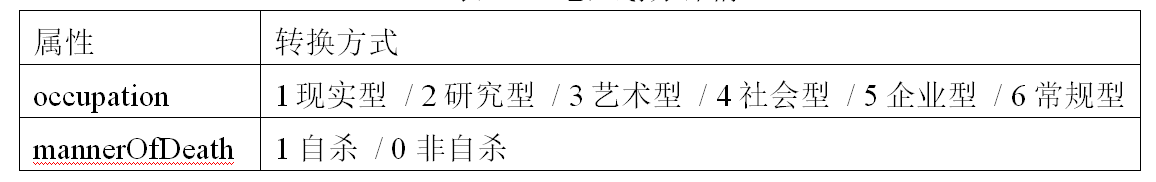 属性 转换方式
occupation 1现实型 / 2研究型 / 3艺术型 / 4社会型 / 5企业型 / 6常规型
mannerOfDeath 1自杀 / 0非自杀